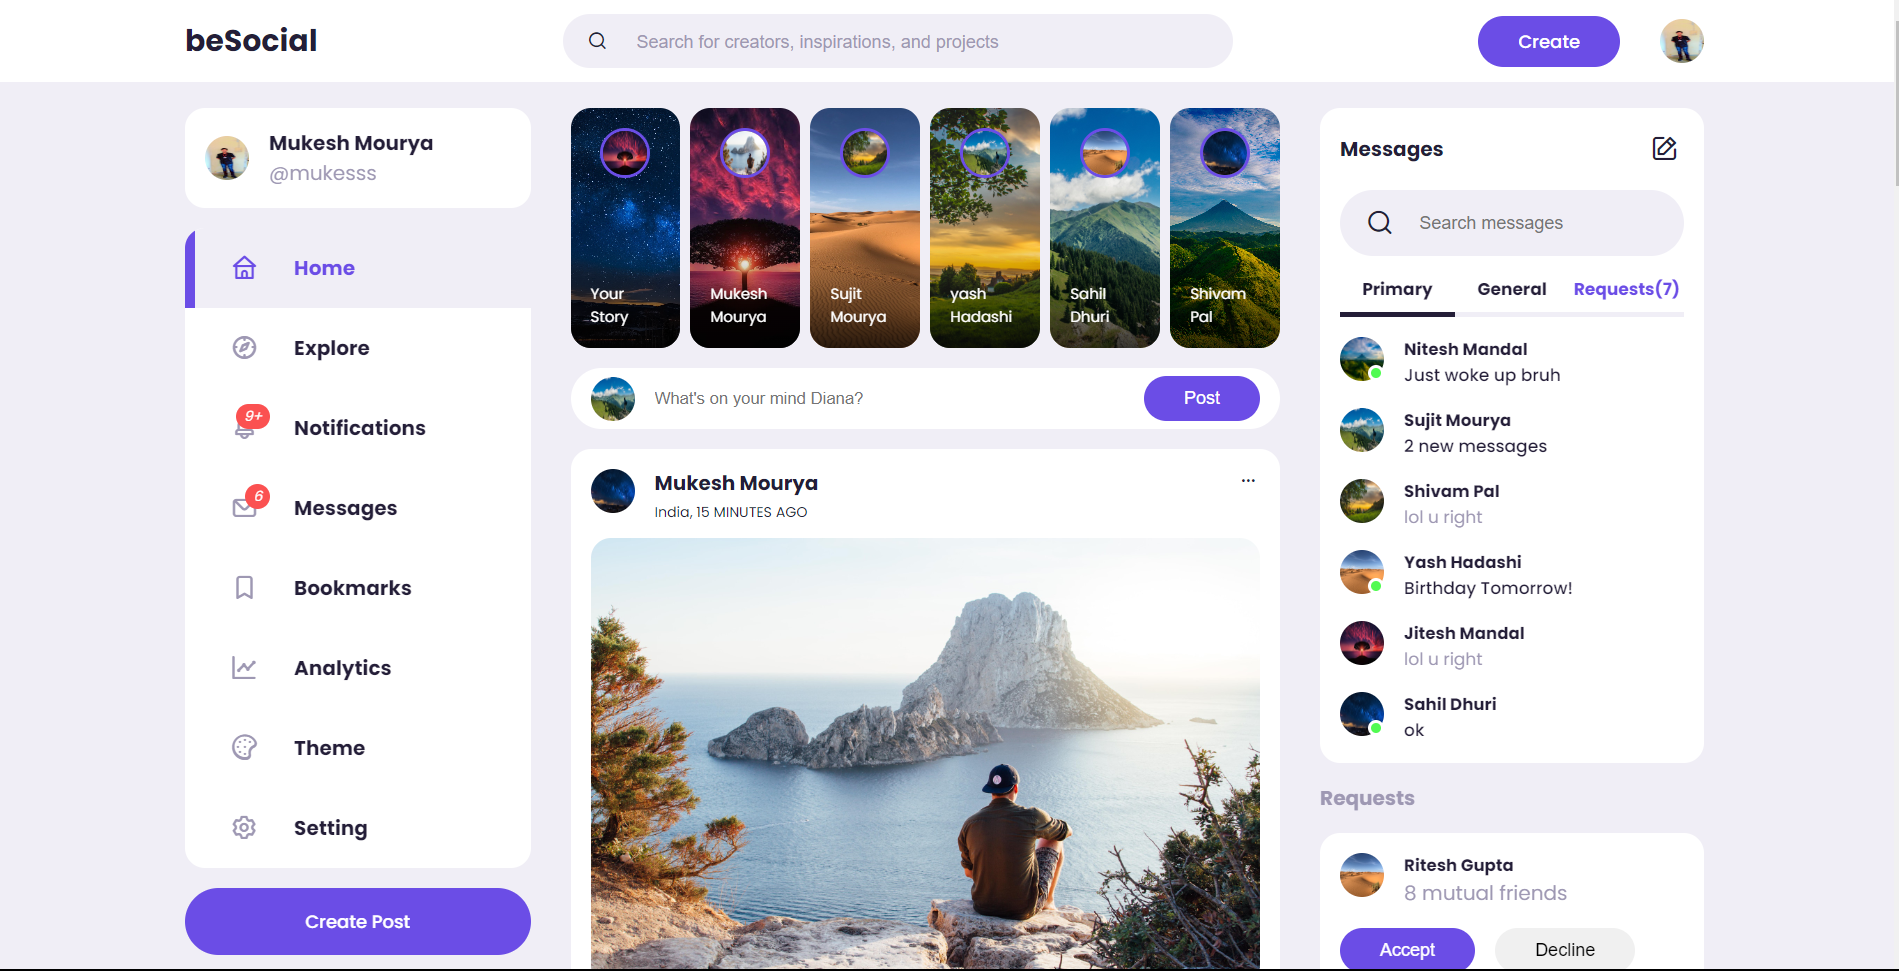 beSocial
Search for creators, inspirations, and projects
Create
Mukesh Mourya
@mukesss
Home
Explore
9+
Notifications
6
Messages
Bookmarks
Analytics
Theme
Setting
Create Post
Your
Story
Mukesh
Mourya
Sujit
Mourya
yash
Hadashi
Sahil
Dhuri
Shivam
Pal
What's on your mind Diana?
Post
Mukesh Mourya
India, 15 MINUTES AGO
Messages
Search messages
Primary General Requests(7)
Nitesh Mandal
Just woke up bruh
Sujit Mourya
2 new messages
Shivam Pal
lol u right
Yash Hadashi
Birthday Tomorrow!
Jitesh Mandal
lol u right
Sahil Dhuri
ok
Requests
Ritesh Gupta
8 mutual friends
Accept Decline